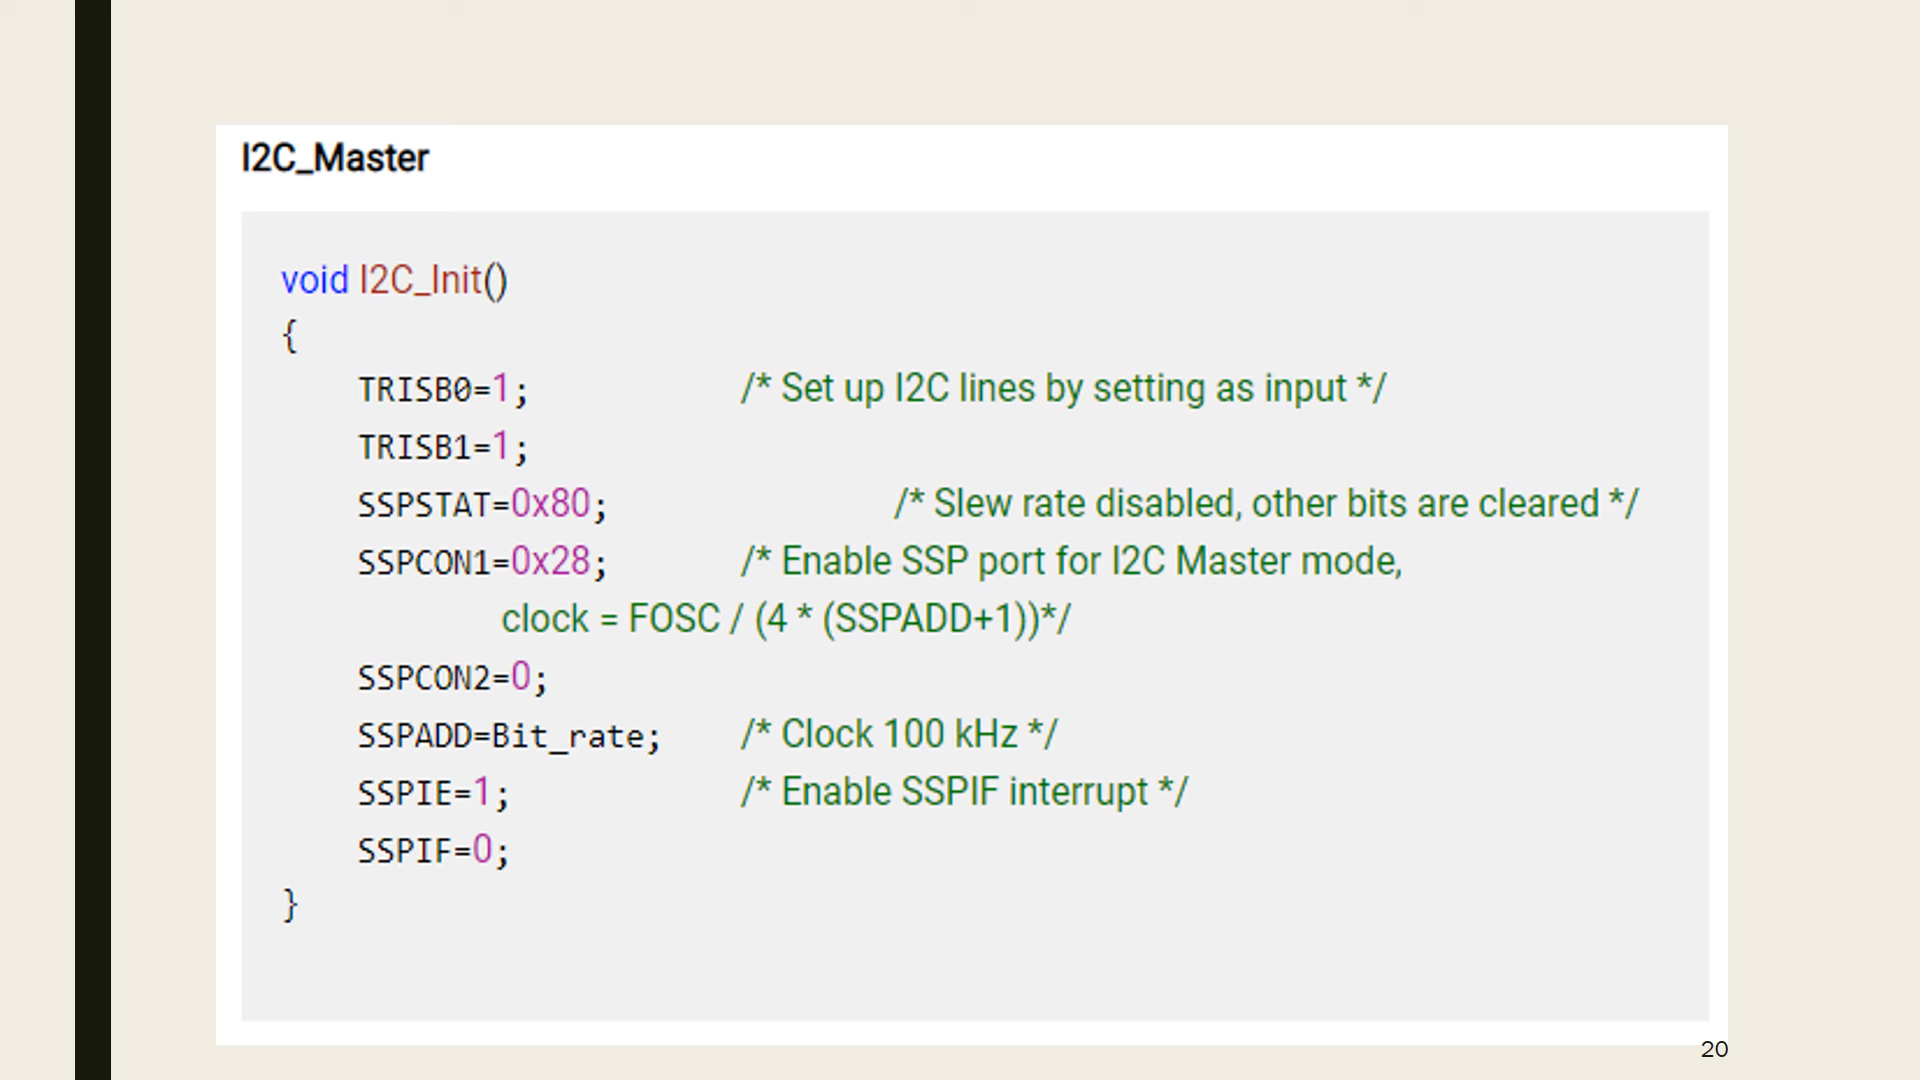 I2C_Master
void I2C_Init()
{
TRISB0=1; /* Set up I2C lines by setting as input */
TRISB1=1;
SSPSTAT=0x80; /* Slew rate disabled, other bits are cleared */
SSPCON1=0x28; /* Enable SSP port for I2C Master mode,
clock = FOSC / (4 * (SSPADD+1))*/
SSPCON2=0;
SSPADD=Bit_rate; /* Clock 100 kHz */
SSPIE=1; /* Enable SSPIF interrupt */
SSPIF=0;
}
20